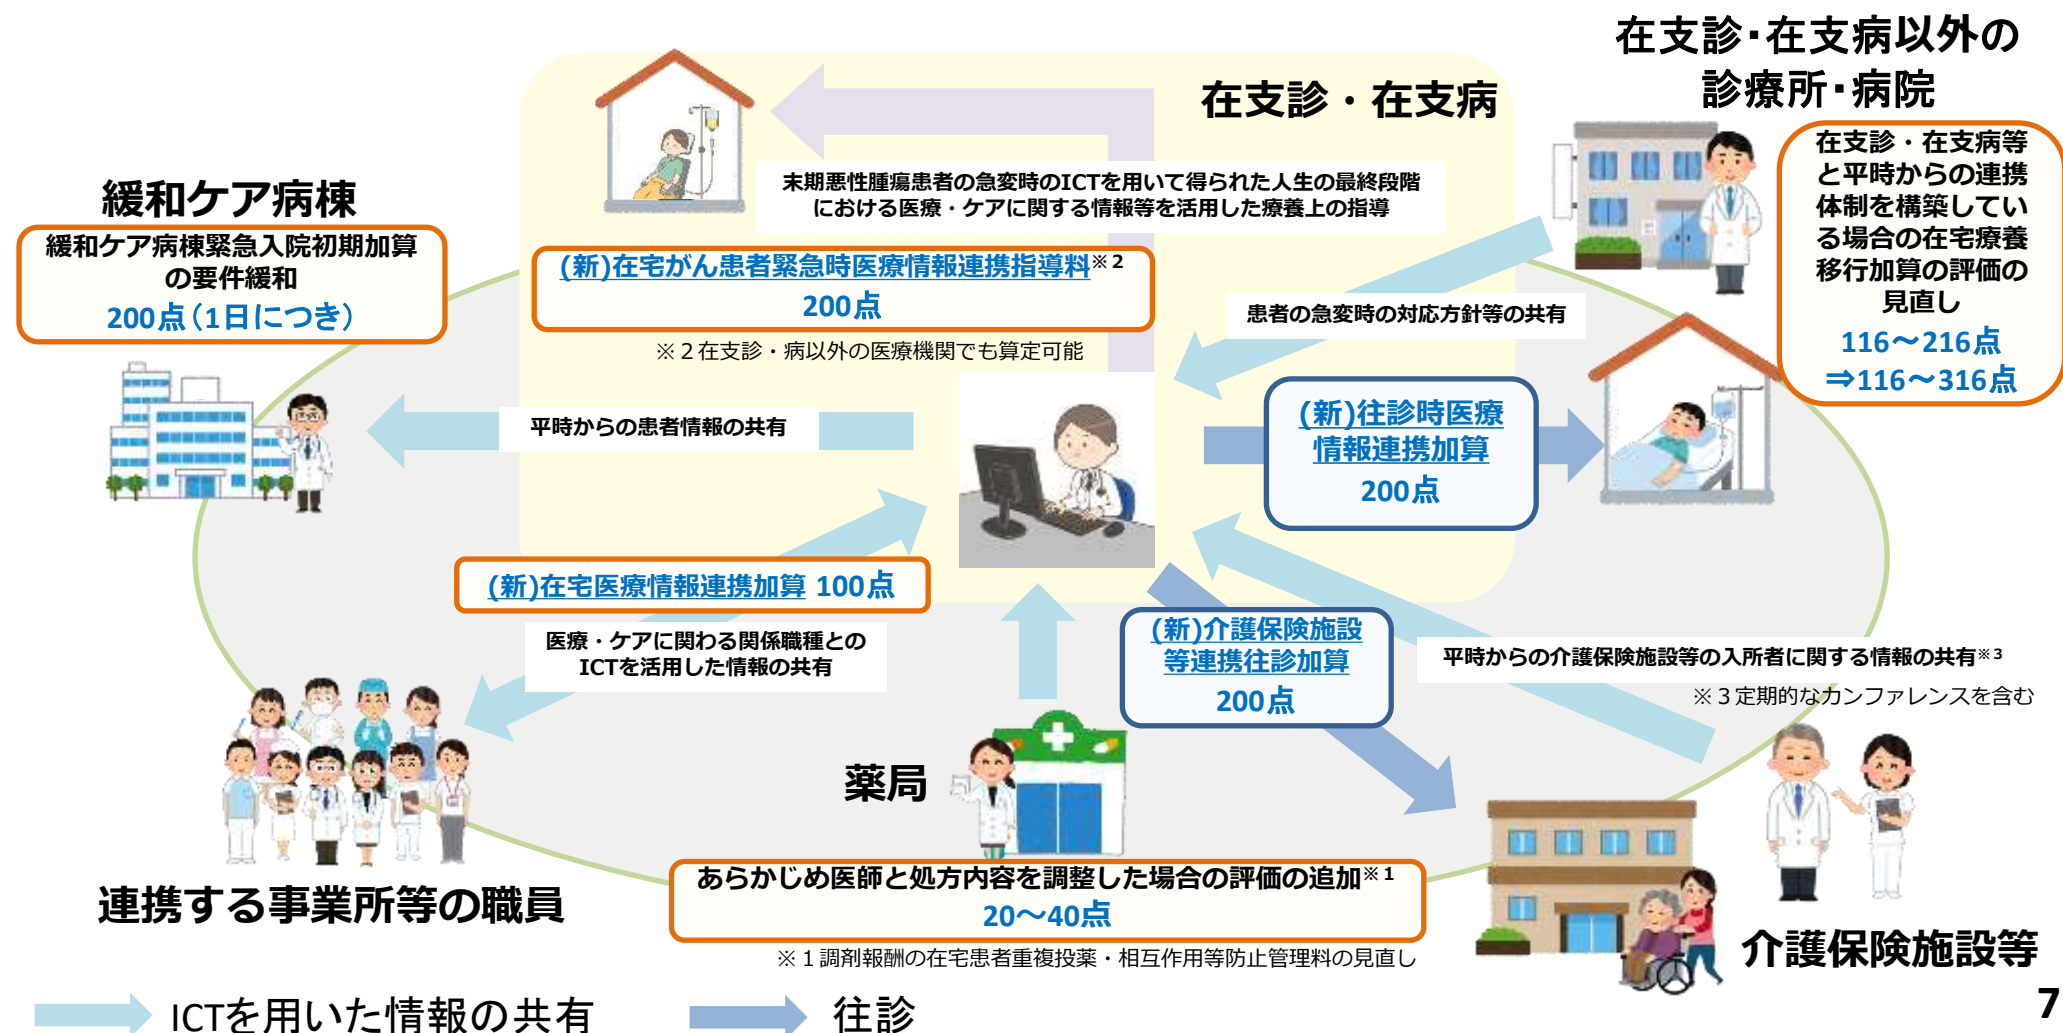 在支診・在支病以外の
診療所・病院
在支診・在支病
在支診・在支病等
と平時からの連携
体制を構築してい
る場合の在宅療養
移行加算の評価の
見直し
116～216点
⇒116～316点
末期悪性腫瘍患者の急変時のICTを用いて得られた人生の最終段階
における医療・ケアに関する情報等を活用した療養上の指導
緩和ケア病棟
緩和ケア病棟緊急入院初期加算
の要件緩和
200点（1日につき）
(新)在宅がん患者緊急時医療情報連携指導料※２
200点
※２在支診・病以外の医療機関でも算定可能
患者の急変時の対応方針等の共有
平時からの患者情報の共有
(新)往診時医療
情報連携加算
200点
(新)在宅医療情報連携加算 100点
医療・ケアに関わる関係職種との
ICTを活用した情報の共有
(新)介護保険施設
等連携往診加算
200点
平時からの介護保険施設等の入所者に関する情報の共有※３
※３定期的なカンファレンスを含む
薬局
連携する事業所等の職員
あらかじめ医師と処方内容を調整した場合の評価の追加※１
20～40点
※１調剤報酬の在宅患者重複投薬・相互作用等防止管理料の見直し
介護保険施設等
ICTを用いた情報の共有
往診
7